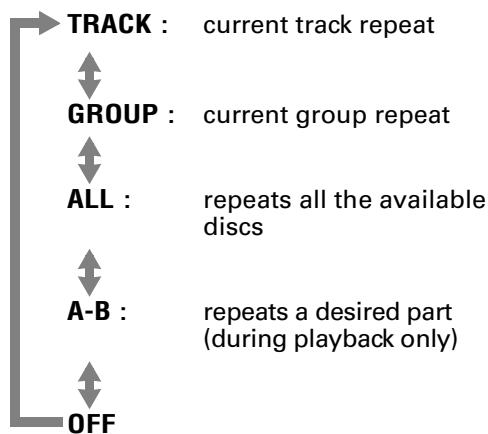 TRACK : current track repeat
GROUP : current group repeat
ALL : repeats all the available
discs
A-B : repeats a desired part
(during playback only)
OFF